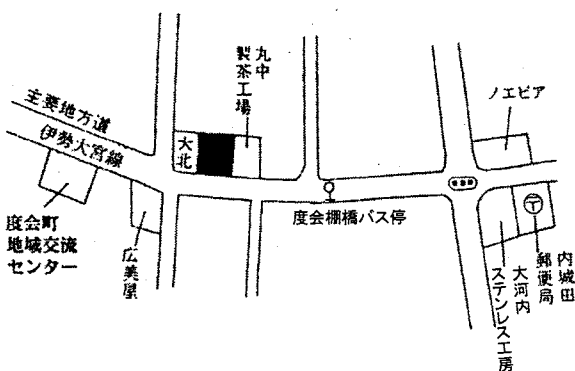 丸中
製茶工場
ノエビア
主要地方道
伊勢大宮線
大北
度会町
地域交流
センター
広美屋
度会棚橋バス停
内城田
郵便局
大河内
ステンレス工房